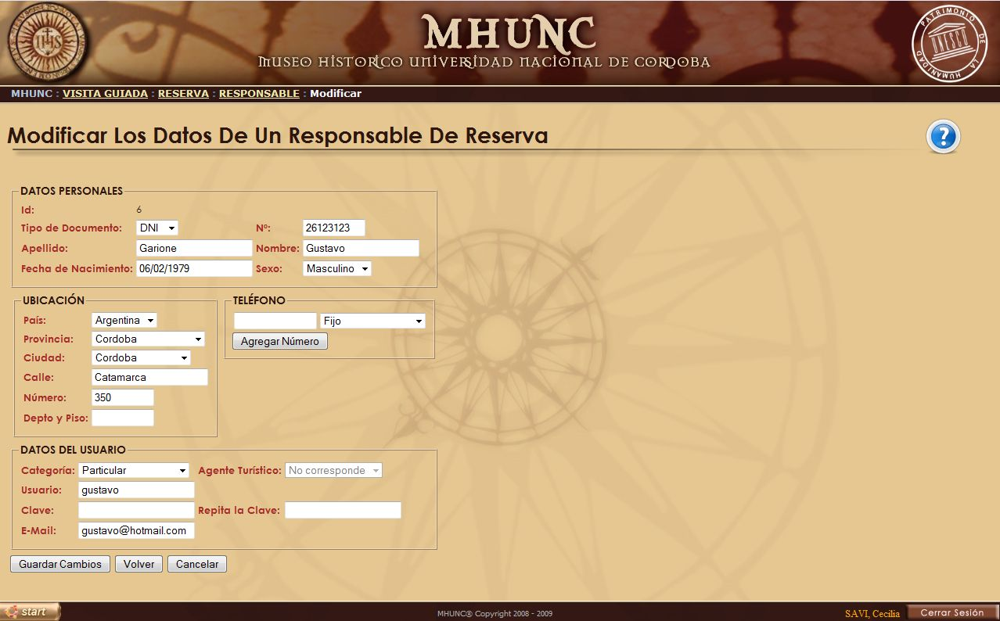 MHUNC
MUSEO HISTORICO UNIVERSIDAD NACIONAL DE CORDOBA
IHS
PATRIMONIO DE LA HUMANIDAD
UNESCO
MHUNC : VISITA GUIADA : RESERVA : RESPONSABLE : Modificar
Modificar Los Datos De Un Responsable De Reserva
?
DATOS PERSONALES
Id: 6
Tipo de Documento: DNI Nº: 26123123
Apellido: Garione Nombre: Gustavo
Fecha de Nacimiento: 06/02/1979 Sexo: Masculino
UBICACIÓN
País: Argentina
Provincia: Cordoba
Ciudad: Cordoba
Calle: Catamarca
Número: 350
Depto y Piso:
TELÉFONO
Fijo
Agregar Número
DATOS DEL USUARIO
Categoría: Particular Agente Turístico: No corresponde
Usuario: gustavo
Clave: Repita la Clave:
E-Mail: gustavo@hotmail.com
Guardar Cambios Volver Cancelar
start MHUNC® Copyright 2008 - 2009 SAVI, Cecilia Cerrar Sesión